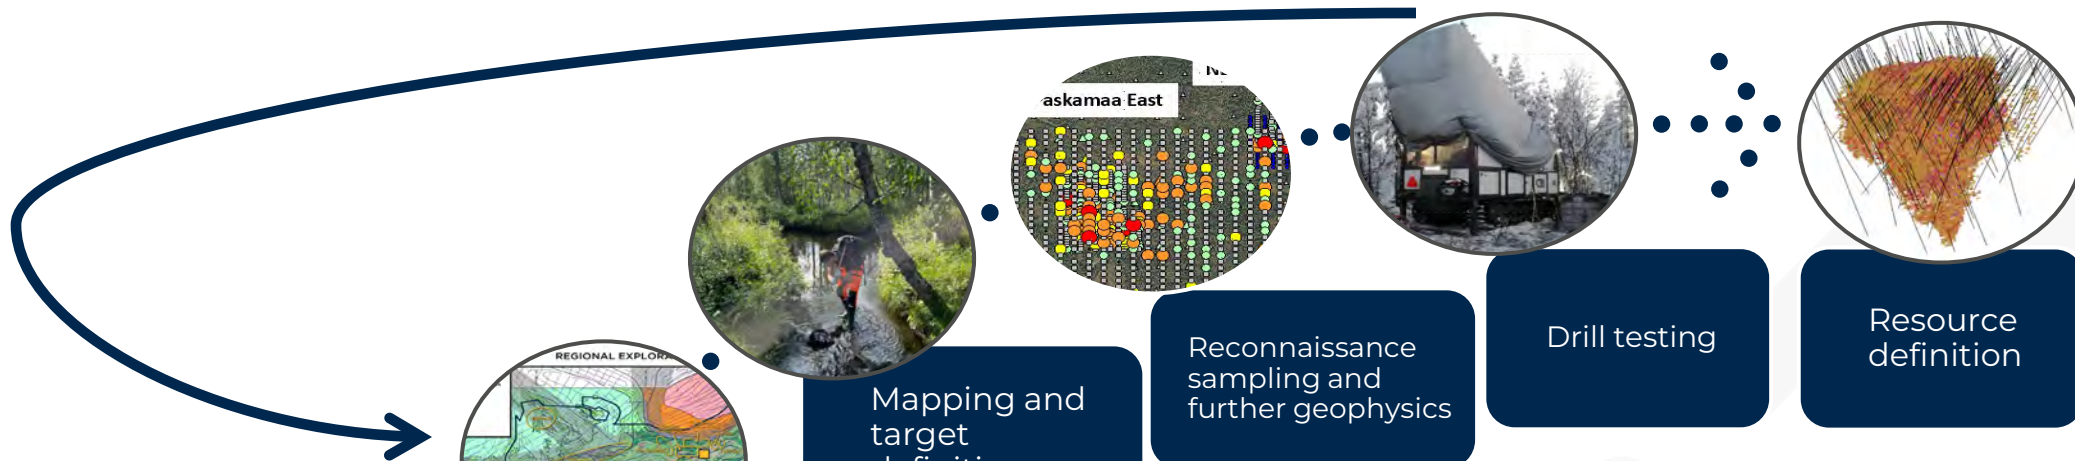 askamaa East
REGIONAL EXPLORA
Mapping and
target
Reconnaissance
sampling and
further geophysics
Drill testing
Resource
definition